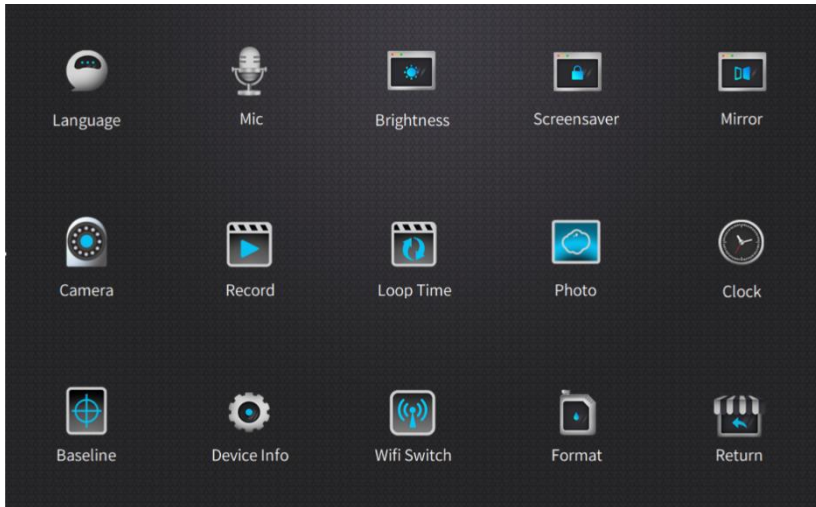 Language
Mic
Brightness
Screensaver
Mirror
Camera
Record
Loop Time
Photo
Clock
Baseline
Device Info
Wifi Switch
Format
Return